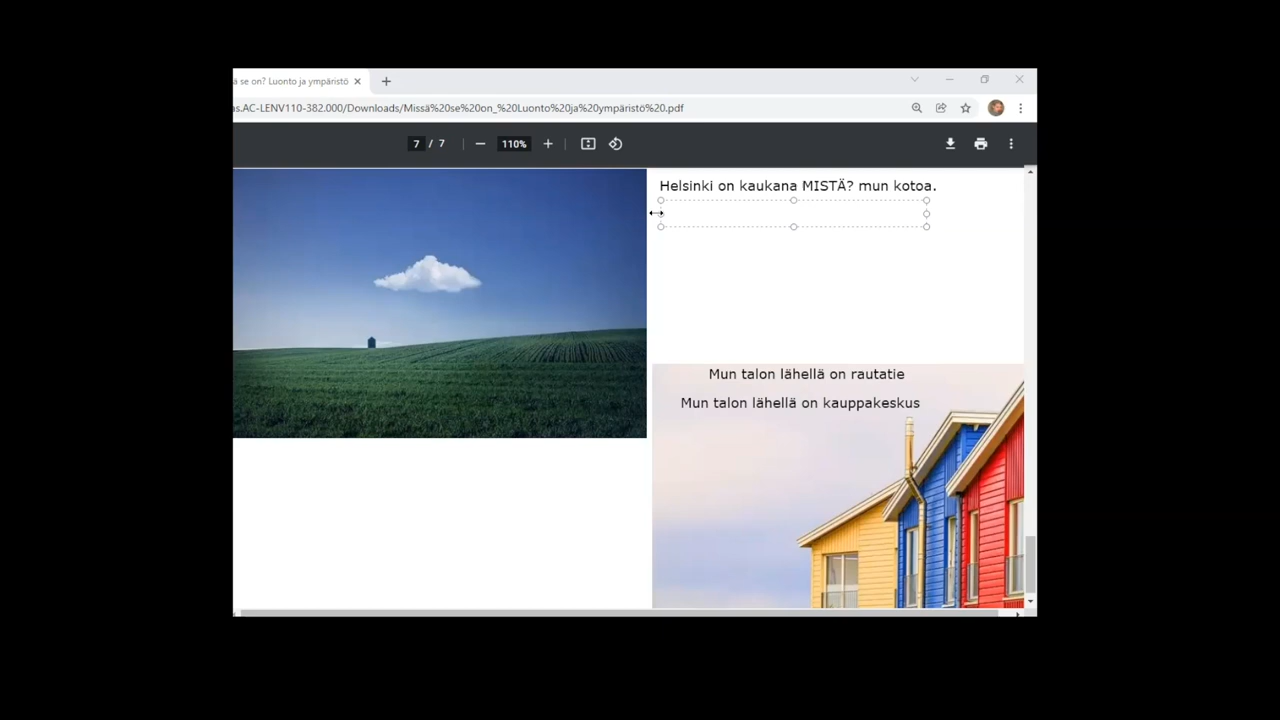 ä se on? Luonto ja ympäristö
as.AC-LENV110-382.000/Downloads/Missä%20se%20on_%20Luonto%20ja%20ympäristö%20.pdf
7 / 7 110%
Helsinki on kaukana MISTÄ? mun kotoa.
Mun talon lähellä on rautatie
Mun talon lähellä on kauppakeskus